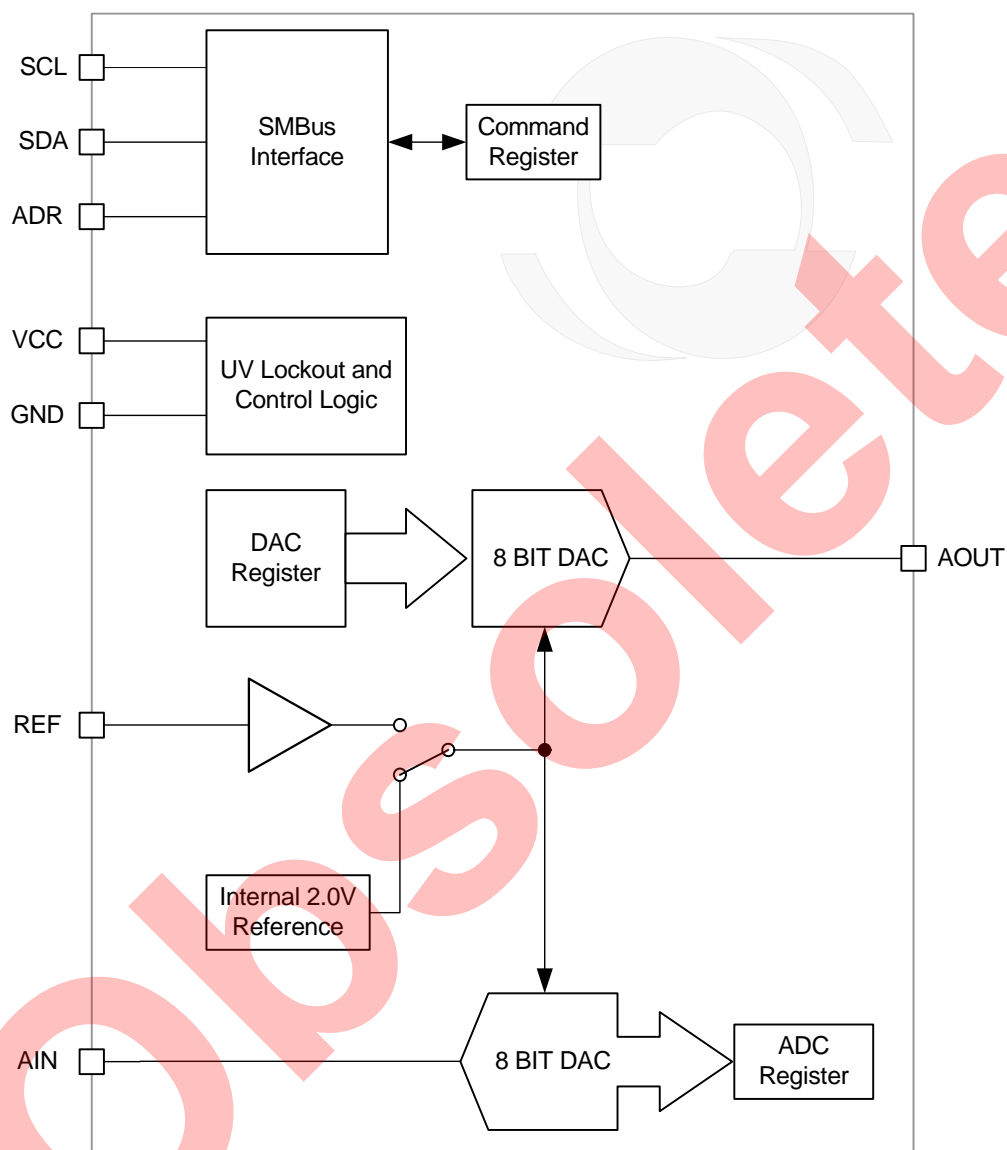 SCL
SDA
ADR
SMBus
Interface
Command
Register
VCC
GND
UV Lockout and
Control Logic
DAC
Register
8 BIT DAC
AOUT
REF
Internal 2.0V
Reference
AIN
8 BIT DAC
ADC
Register
Obsolete